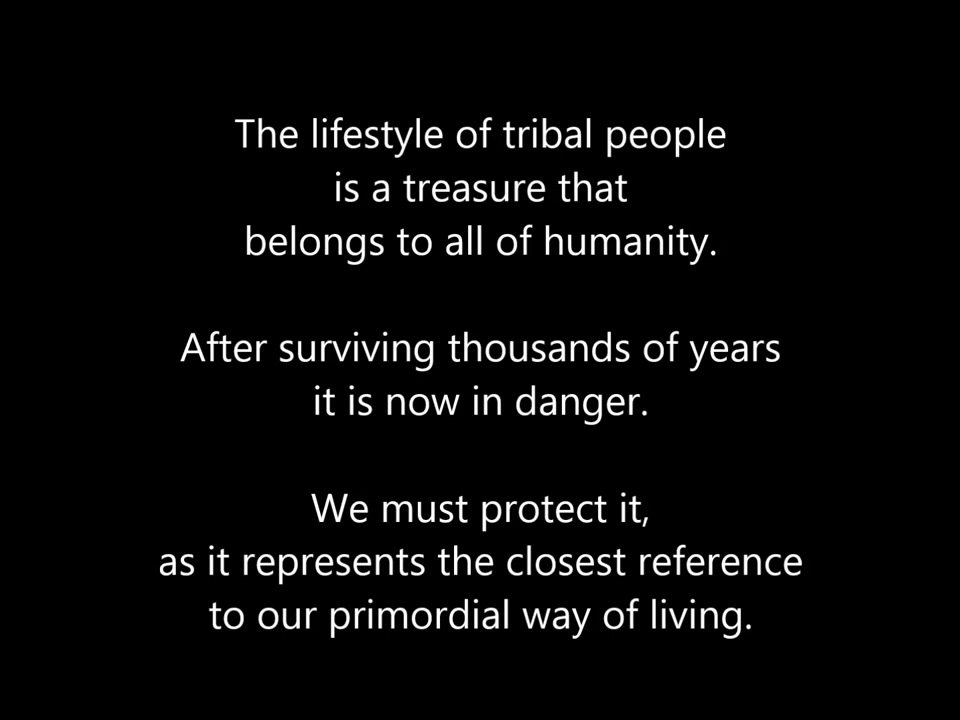 The lifestyle of tribal people
is a treasure that
belongs to all of humanity.
After surviving thousands of years
it is now in danger.
We must protect it,
as it represents the closest reference
to our primordial way of living.